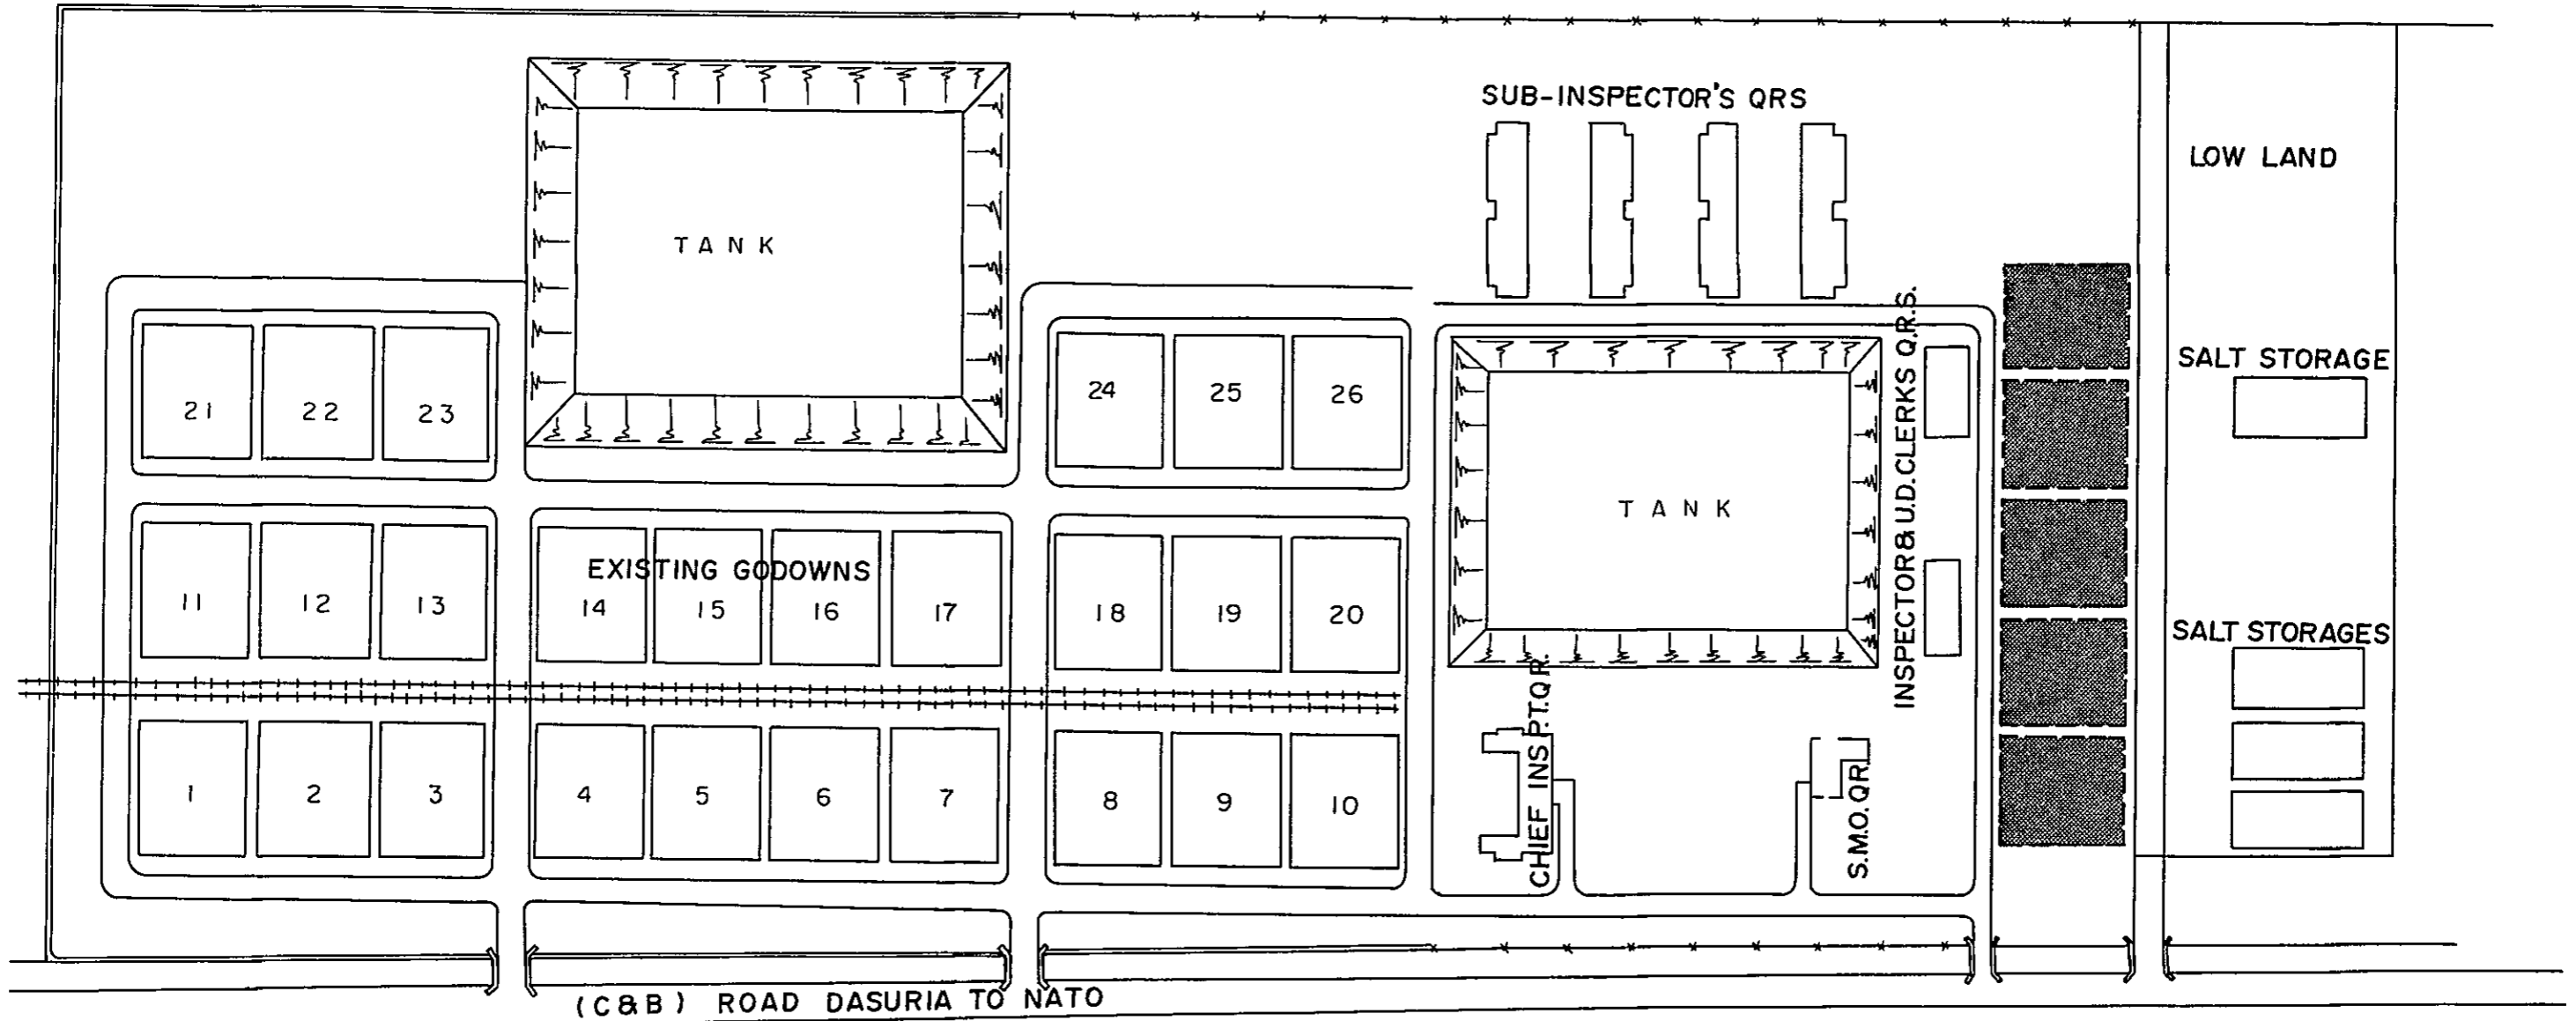 SUB-INSPECTOR'S QRS
LOW LAND
TANK
SALT STORAGE
INSPECTOR & U.D. CLERKS Q.R.S.
21 22 23
24 25 26
TANK
EXISTING GODOWNS
11 12 13 14 15 16 17 18 19 20
SALT STORAGES
CHIEF INSPT.QR.
S.M.O.QR.
1 2 3 4 5 6 7 8 9 10
(C&B) ROAD DASURIA TO NATO